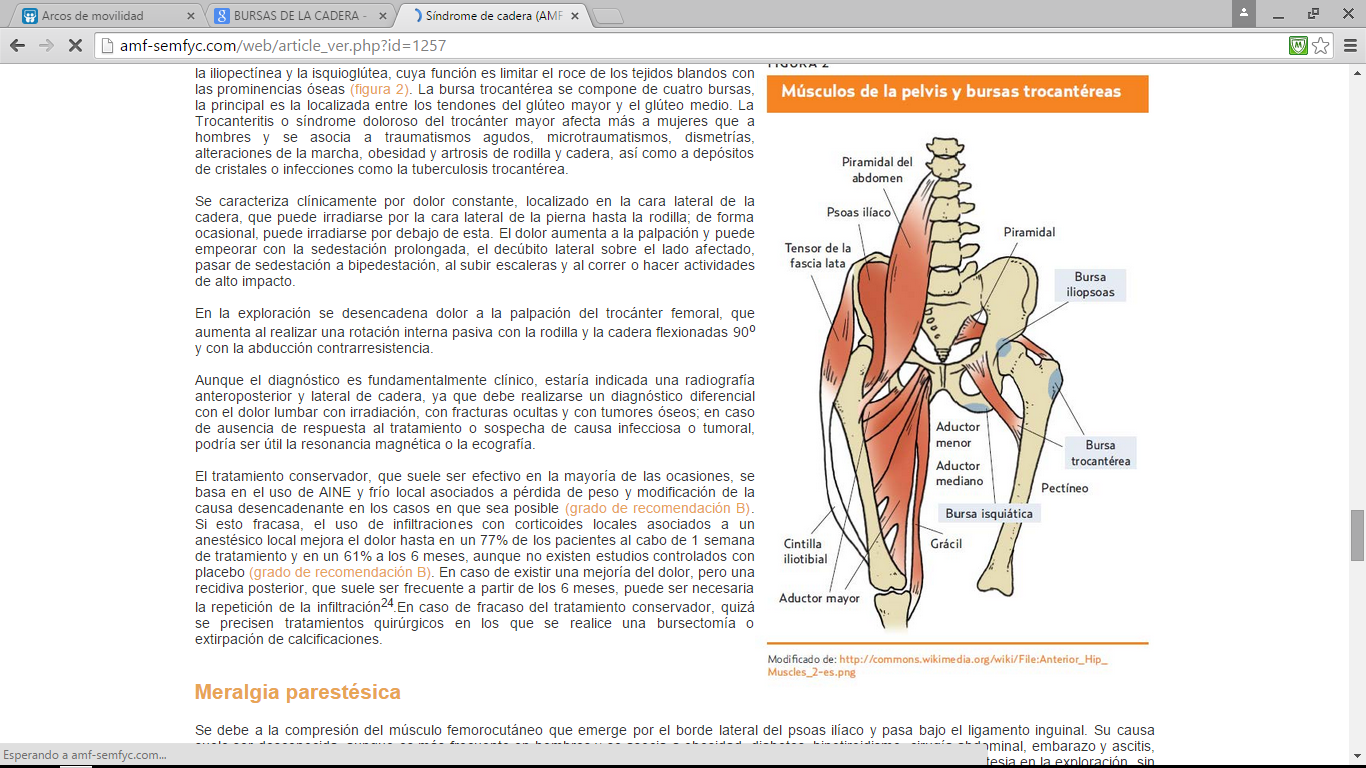 Arcos de movilidad
BURSAS DE LA CADERA -
Síndrome de cadera (AMF
amf-semfyc.com/web/article_ver.php?id=1257
la iliopectínea y la isquioglútea, cuya función es limitar el roce de los tejidos blandos con
las prominencias óseas (figura 2). La bursa trocantérea se compone de cuatro bursas,
la principal es la localizada entre los tendones del glúteo mayor y el glúteo medio. La
Trocanteritis o síndrome doloroso del trocánter mayor afecta más a mujeres que a
hombres y se asocia a traumatismos agudos, microtraumatismos, dismetrías,
alteraciones de la marcha, obesidad y artrosis de rodilla y cadera, así como a depósitos
de cristales o infecciones como la tuberculosis trocantérea.
Se caracteriza clínicamente por dolor constante, localizado en la cara lateral de la
cadera, que puede irradiarse por la cara lateral de la pierna hasta la rodilla; de forma
ocasional, puede irradiarse por debajo de esta. El dolor aumenta a la palpación y puede
empeorar con la sedestación prolongada, el decúbito lateral sobre el lado afectado,
pasar de sedestación a bipedestación, al subir escaleras y al correr o hacer actividades
de alto impacto.
En la exploración se desencadena dolor a la palpación del trocánter femoral, que
aumenta al realizar una rotación interna pasiva con la rodilla y la cadera flexionadas 90º
y con la abducción contrarresistencia.
Aunque el diagnóstico es fundamentalmente clínico, estaría indicada una radiografía
anteroposterior y lateral de cadera, ya que debe realizarse un diagnóstico diferencial
con el dolor lumbar con irradiación, con fracturas ocultas y con tumores óseos; en caso
de ausencia de respuesta al tratamiento o sospecha de causa infecciosa o tumoral,
podría ser útil la resonancia magnética o la ecografía.
El tratamiento conservador, que suele ser efectivo en la mayoría de las ocasiones, se
basa en el uso de AINE y frío local asociados a pérdida de peso y modificación de la
causa desencadenante en los casos en que sea posible (grado de recomendación B).
Si esto fracasa, el uso de infiltraciones con corticoides locales asociados a un
anestésico local mejora el dolor hasta en un 77% de los pacientes al cabo de 1 semana
de tratamiento y en un 61% a los 6 meses, aunque no existen estudios controlados con
placebo (grado de recomendación B). En caso de existir una mejoría del dolor, pero una
recidiva posterior, que suele ser frecuente a partir de los 6 meses, puede ser necesaria
la repetición de la infiltración24.En caso de fracaso del tratamiento conservador, quizá
se precisen tratamientos quirúrgicos en los que se realice una bursectomía o
extirpación de calcificaciones.
FIGURA 2
Músculos de la pelvis y bursas trocantéreas
Piramidal del
abdomen
Psoas ilíaco
Tensor de la
fascia lata
Piramidal
Bursa
iliopsoas
Aductor
menor
Aductor
mediano
Bursa
trocantérea
Pectíneo
Bursa isquiática
Cintilla
iliotibial
Grácil
Aductor mayor
Modificado de: http://commons.wikimedia.org/wiki/File:Anterior_Hip_
Muscles_2-es.png
Meralgia parestésica
Se debe a la compresión del músculo femorocutáneo que emerge por el borde lateral del psoas ilíaco y pasa bajo el ligamento inguinal. Su causa
abdominal, embarazo y ascitis,
Esperando a amf-semfyc.com...
en la exploración, sin